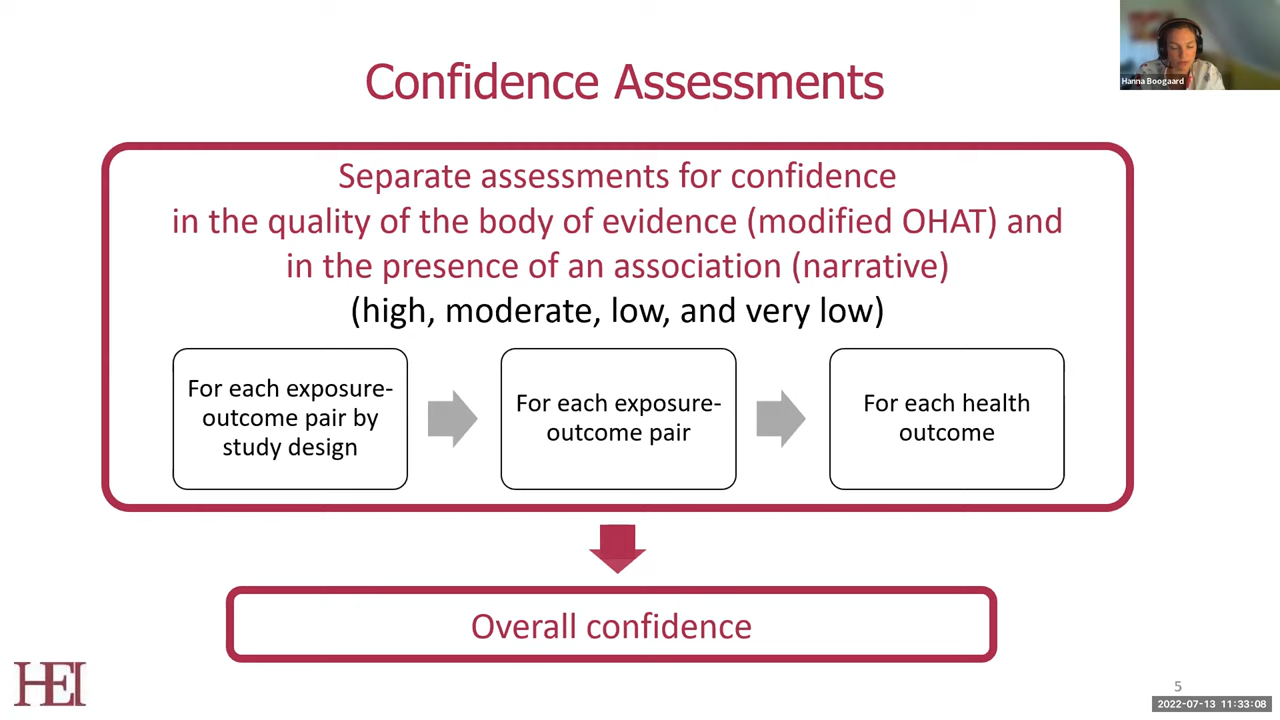 Confidence Assessments
Hanna Boogaard
Separate assessments for confidence
in the quality of the body of evidence (modified OHAT) and
in the presence of an association (narrative)
(high, moderate, low, and very low)
For each exposure-
outcome pair by
study design
For each exposure-
outcome pair
For each health
outcome
Overall confidence
HEI
5
2022-07-13 11:33:08